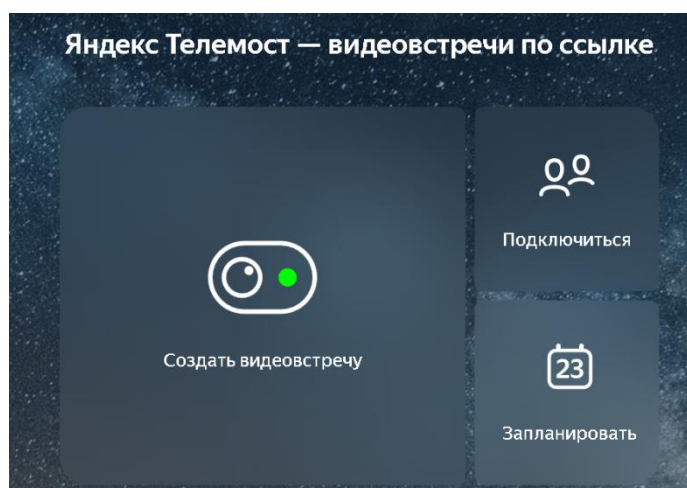 Яндекс Телемост — видеовстречи по ссылке
Создать видеовстречу
Подключиться
23
Запланировать